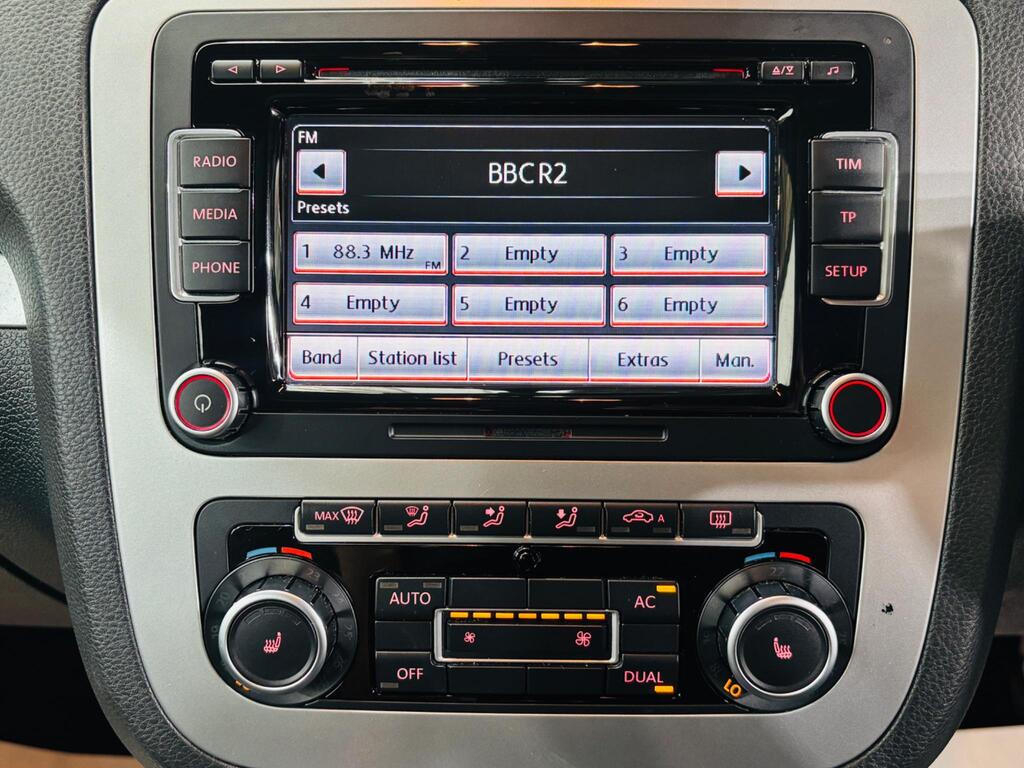 FM
BBC R2
Presets
RADIO
MEDIA
PHONE
TIM
TP
SETUP
1 88.3 MHz FM
2 Empty
3 Empty
4 Empty
5 Empty
6 Empty
Band Station list Presets Extras Man.
MAX
A
AUTO
AC
OFF
DUAL
LO